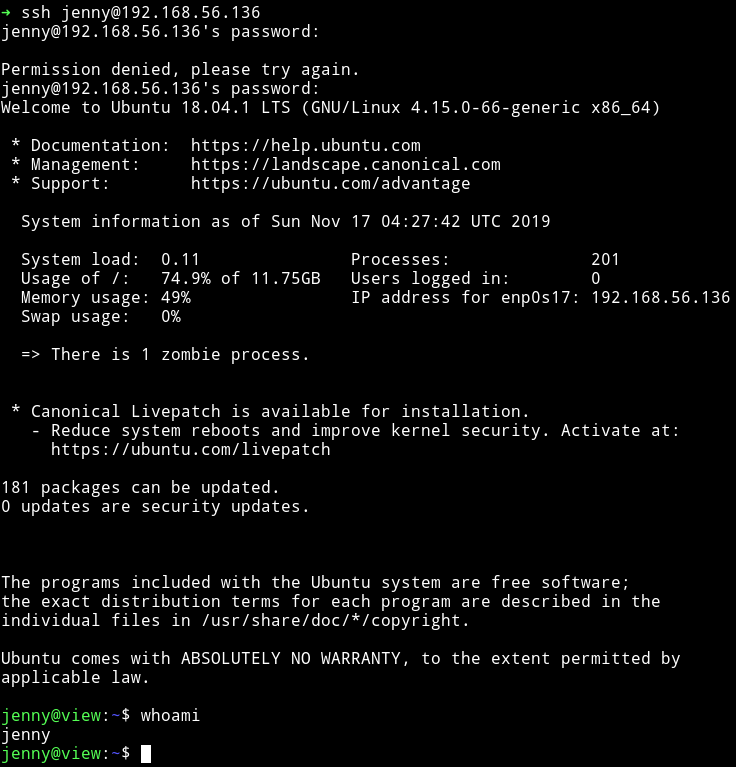 → ssh jenny@192.168.56.136
jenny@192.168.56.136's password:
Permission denied, please try again.
jenny@192.168.56.136's password:
Welcome to Ubuntu 18.04.1 LTS (GNU/Linux 4.15.0-66-generic x86_64)
* Documentation:  https://help.ubuntu.com
* Management:     https://landscape.canonical.com
* Support:        https://ubuntu.com/advantage
System information as of Sun Nov 17 04:27:42 UTC 2019
System load:  0.11               Processes:              201
Usage of /:   74.9% of 11.75GB   Users logged in:        0
Memory usage: 49%                IP address for enp0s17: 192.168.56.136
Swap usage:   0%
=> There is 1 zombie process.
* Canonical Livepatch is available for installation.
- Reduce system reboots and improve kernel security. Activate at:
https://ubuntu.com/livepatch
181 packages can be updated.
0 updates are security updates.
The programs included with the Ubuntu system are free software;
the exact distribution terms for each program are described in the
individual files in /usr/share/doc/*/copyright.
Ubuntu comes with ABSOLUTELY NO WARRANTY, to the extent permitted by
applicable law.
jenny@view:~$ whoami
jenny
jenny@view:~$